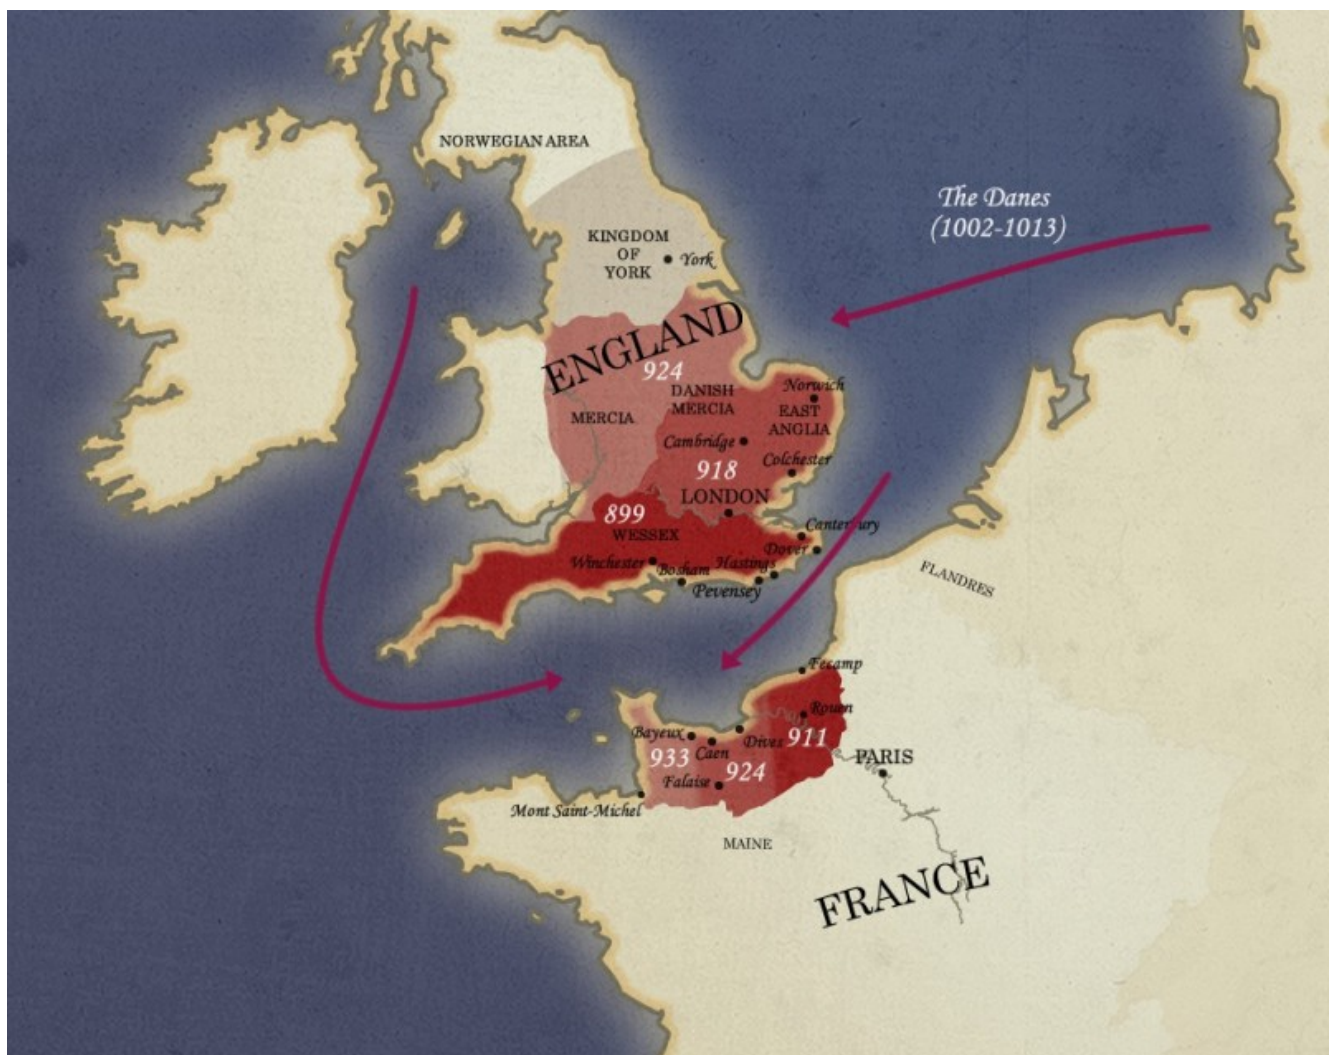 NORWEGIAN AREA
The Danes
(1002-1013)
KINGDOM
OF
YORK
York
ENGLAND
924
DANISH
MERCIA
MERCIA
Norwich
EAST
ANGLIA
Cambridge
Colchester
918
LONDON
899
WESSEX
Canterbury
Dover
Winchester
Bosham
Hastings
Pevensey
FLANDRES
Fecamp
Rouen
Bayeux
Dives
911
933
Caen
924
Falaise
PARIS
Mont Saint-Michel
MAINE
FRANCE